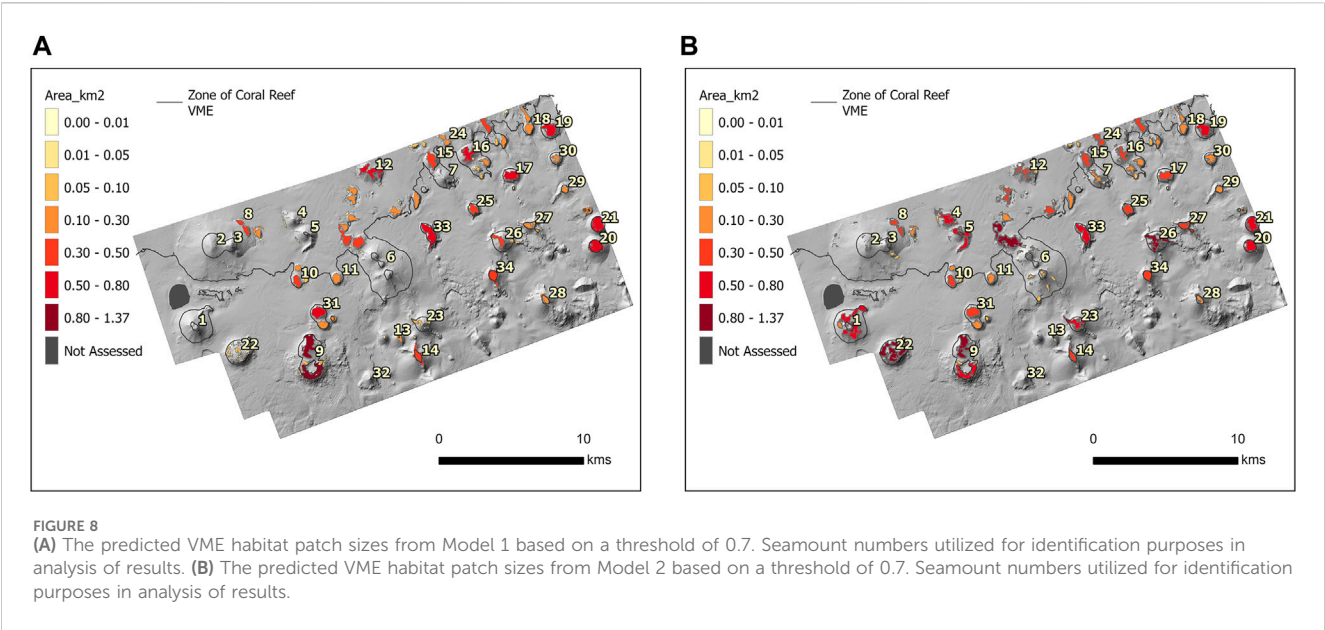 A
Area_km2
0.00 - 0.01
0.01 - 0.05
0.05 - 0.10
0.10 - 0.30
0.30 - 0.50
0.50 - 0.80
0.80 - 1.37
Not Assessed
Zone of Coral Reef
VME
24
18
19
12
15
16
7
30
17
29
8
4
5
25
2
3
33
27
21
26
20
6
10
11
34
28
31
1
23
13
22
9
14
32
0
10
kms
B
Area_km2
0.00 - 0.01
0.01 - 0.05
0.05 - 0.10
0.10 - 0.30
0.30 - 0.50
0.50 - 0.80
0.80 - 1.37
Not Assessed
Zone of Coral Reef
VME
24
18
19
12
15
16
7
30
17
29
8
4
5
25
2
3
33
27
21
26
20
6
10
11
34
28
31
1
23
13
22
9
14
32
0
10
kms
FIGURE 8
(A) The predicted VME habitat patch sizes from Model 1 based on a threshold of 0.7. Seamount numbers utilized for identification purposes in
analysis of results. (B) The predicted VME habitat patch sizes from Model 2 based on a threshold of 0.7. Seamount numbers utilized for identification
purposes in analysis of results.